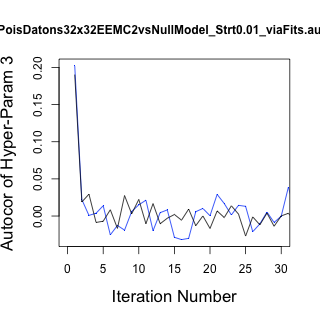 PoisDatons32x32EEMC2vsNullModel_Strt0.01_viaFits.au
Autocor of Hyper-Param 3
0.20
0.15
0.10
0.05
0.00
0 5 10 15 20 25 30
Iteration Number